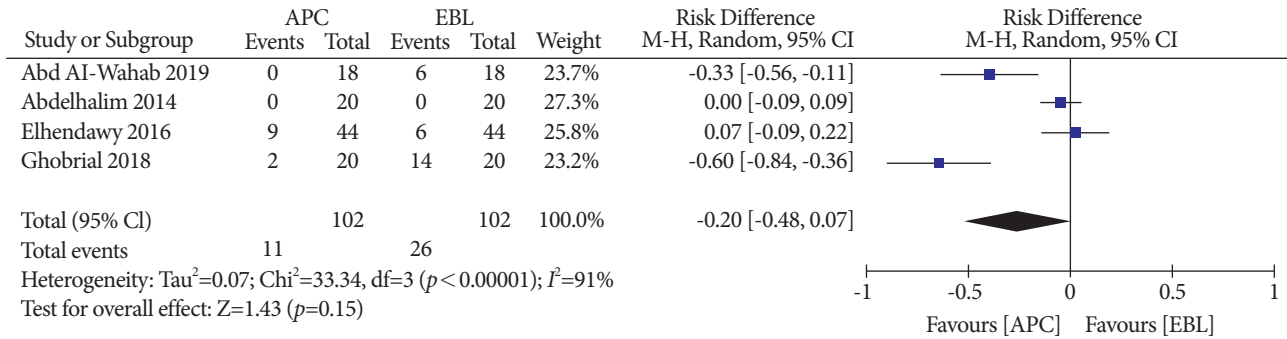 APC EBL Risk Difference Risk Difference
Study or Subgroup Events Total Events Total Weight M-H, Random, 95% CI M-H, Random, 95% CI
Abd AI-Wahab 2019 0 18 6 18 23.7% -0.33 [-0.56, -0.11]
Abdelhalim 2014 0 20 0 20 27.3% 0.00 [-0.09, 0.09]
Elhendawy 2016 9 44 6 44 25.8% 0.07 [-0.09, 0.22]
Ghobrial 2018 2 20 14 20 23.2% -0.60 [-0.84, -0.36]
Total (95% Cl) 102 102 100.0% -0.20 [-0.48, 0.07]
Total events 11 26
Heterogeneity: Tau²=0.07; Chi²=33.34, df=3 (p<0.00001); I²=91%
Test for overall effect: Z=1.43 (p=0.15)
-1 -0.5 0 0.5 1
Favours [APC] Favours [EBL]